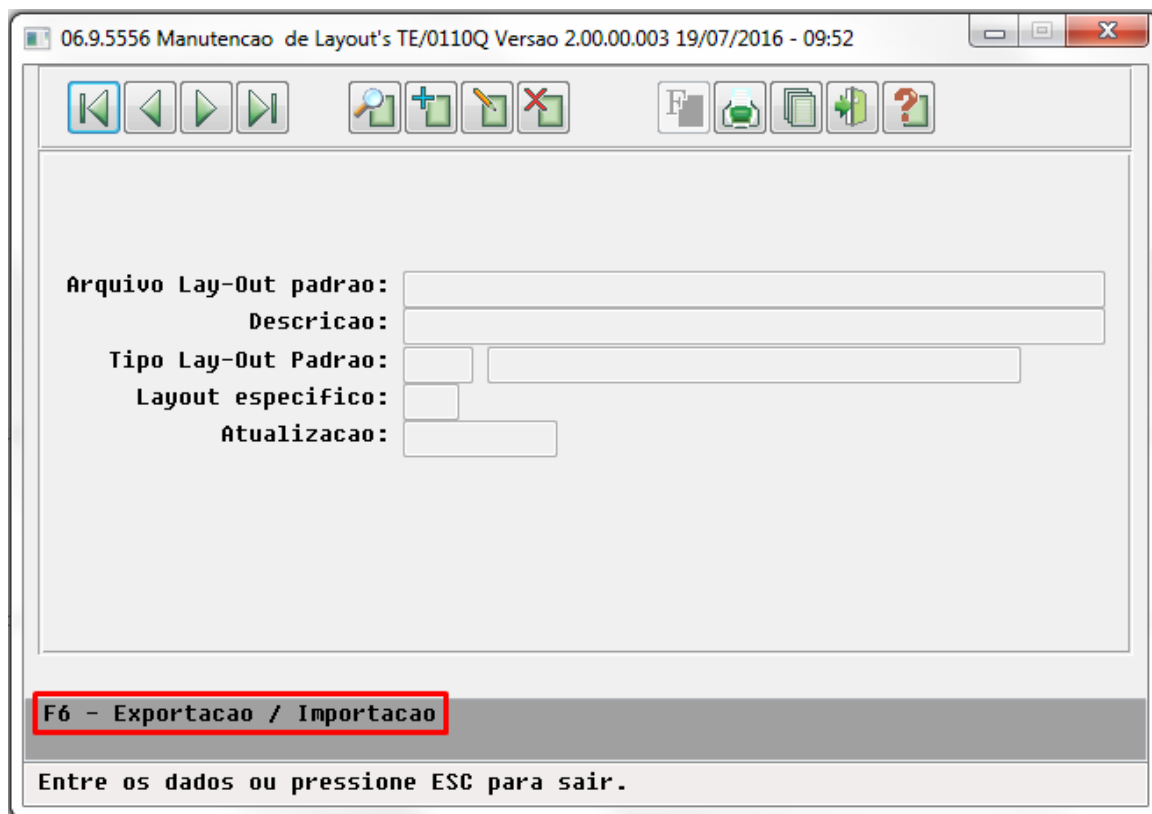 06.9.5556 Manutencao  de Layout's TE/0110Q Versao 2.00.00.003 19/07/2016 - 09:52
F
Arquivo Lay-Out padrao:
Descricao:
Tipo Lay-Out Padrao:
Layout especifico:
Atualizacao:
F6 - Exportacao / Importacao
Entre os dados ou pressione ESC para sair.